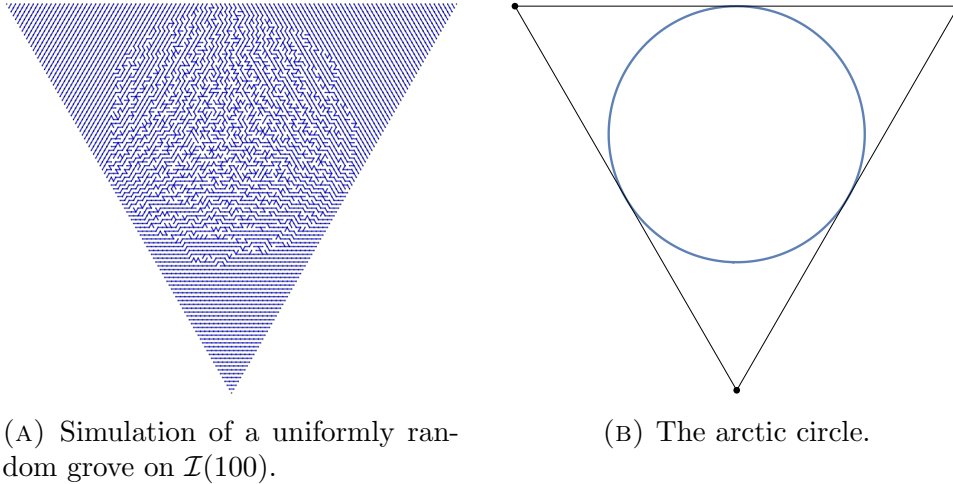 (A) Simulation of a uniformly ran-
dom grove on 𝓘(100).
(B) The arctic circle.